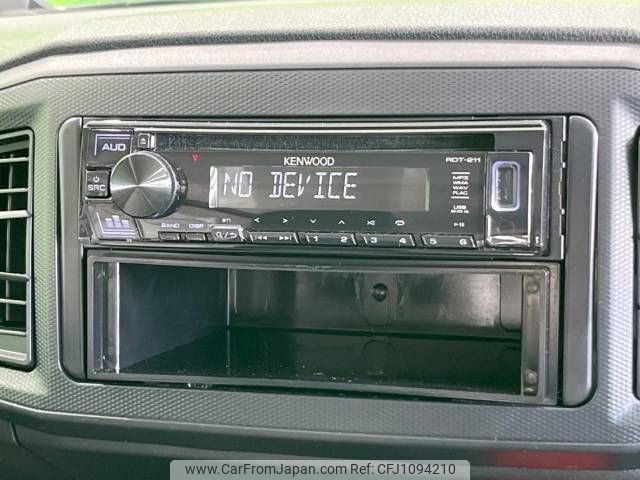 AUD
KENWOOD
RDT-211
SRC
NO DEVICE
MP3
WMA
WAV
FLAC
USB
BAND DISP
1 2 3 4 5 6
www.CarFromJapan.com | Ref:CFJ1094210